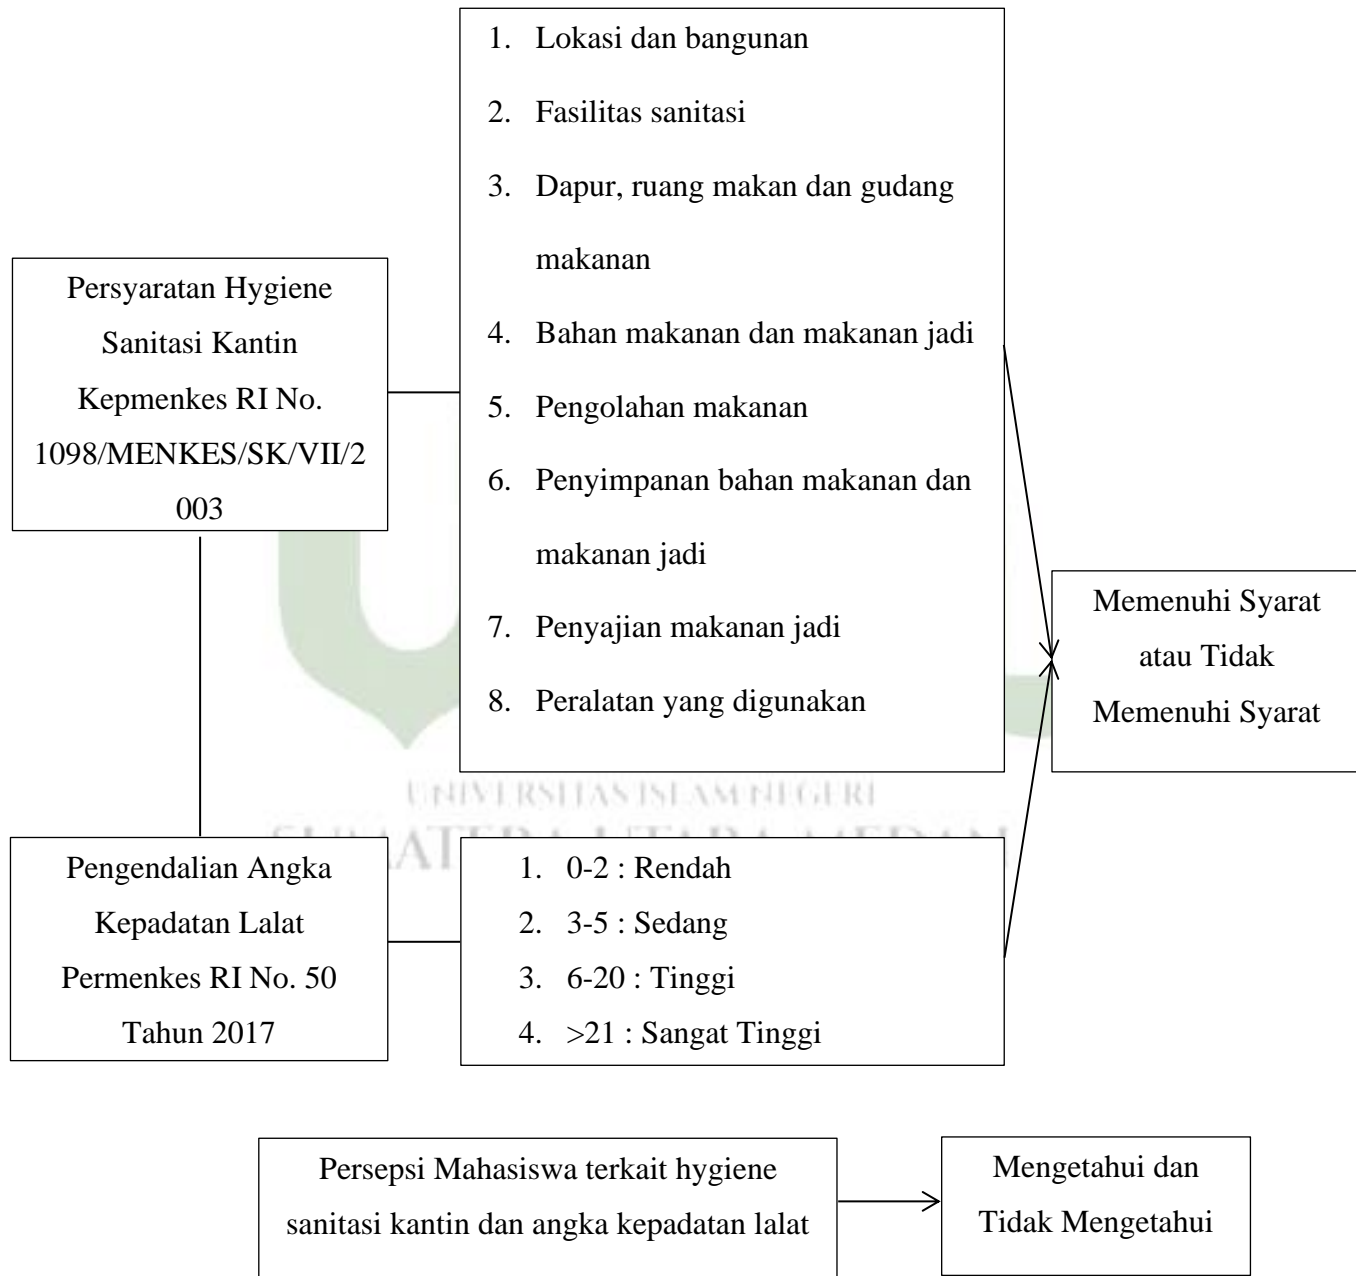 1. Lokasi dan bangunan
2. Fasilitas sanitasi
3. Dapur, ruang makan dan gudang
makanan
4. Bahan makanan dan makanan jadi
5. Pengolahan makanan
6. Penyimpanan bahan makanan dan
makanan jadi
7. Penyajian makanan jadi
8. Peralatan yang digunakan
Persyaratan Hygiene
Sanitasi Kantin
Kepmenkes RI No.
1098/MENKES/SK/VII/2
003
Memenuhi Syarat
atau Tidak
Memenuhi Syarat
UNIVERSITAS ISLAM NEGERI
SUMATERA UTARA MEDAN
Pengendalian Angka
Kepadatan Lalat
Permenkes RI No. 50
Tahun 2017
1. 0-2 : Rendah
2. 3-5 : Sedang
3. 6-20 : Tinggi
4. >21 : Sangat Tinggi
Persepsi Mahasiswa terkait hygiene
sanitasi kantin dan angka kepadatan lalat
Mengetahui dan
Tidak Mengetahui